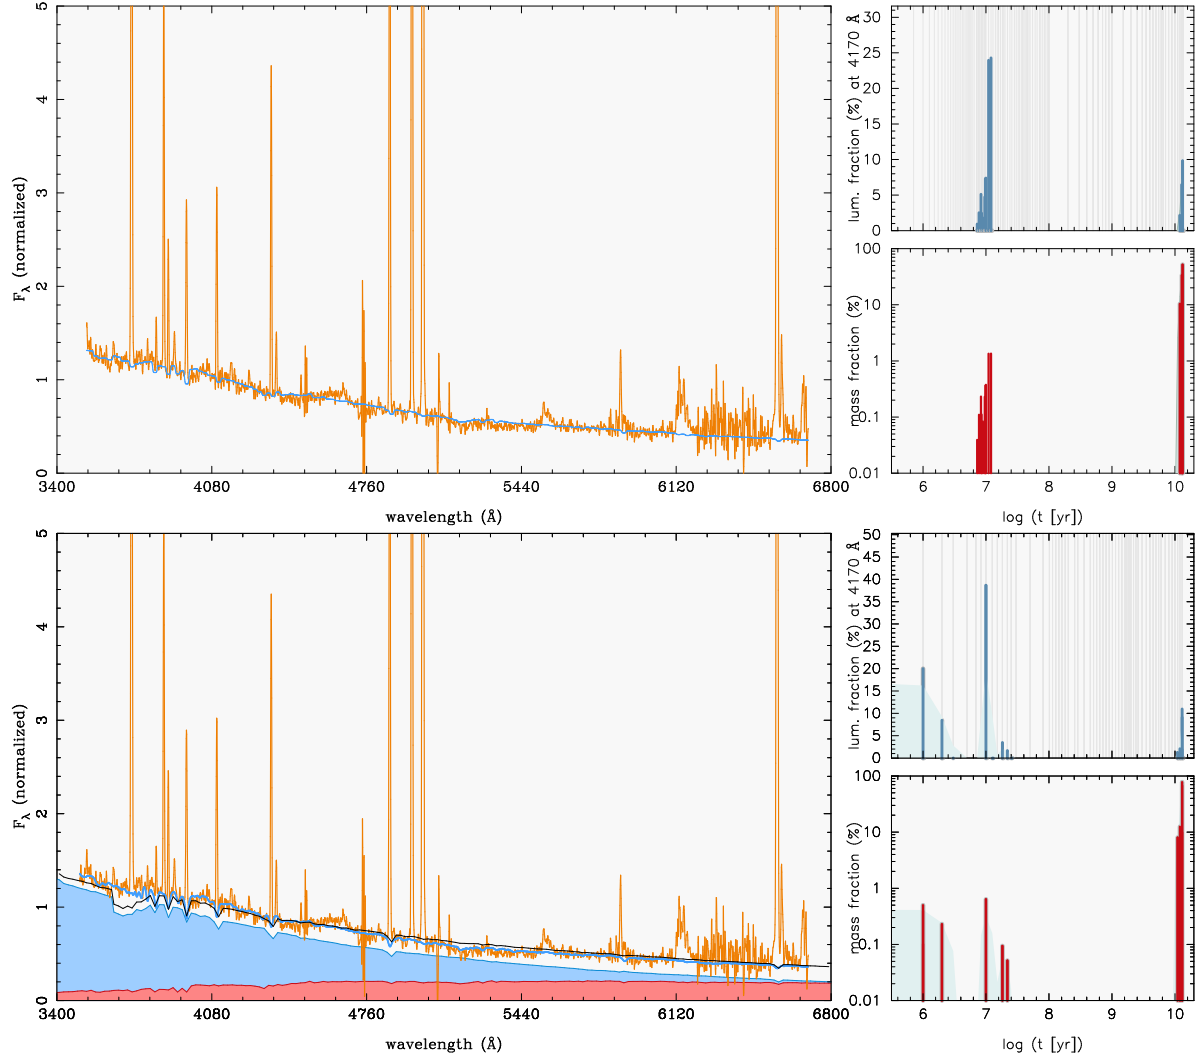 5
4
3
2
1
0
F_λ (normalized)
3400 4080 4760 5440 6120 6800
wavelength (Å)
30
25
20
15
10
5
0
lum. fraction (%) at 4170 Å
100
10
1
0.1
0.01
mass fraction (%)
6 7 8 9 10
log (t [yr])
5
4
3
2
1
0
F_λ (normalized)
3400 4080 4760 5440 6120 6800
wavelength (Å)
50
45
40
35
30
25
20
15
10
5
0
lum. fraction (%) at 4170 Å
100
10
1
0.1
0.01
mass fraction (%)
6 7 8 9 10
log (t [yr])